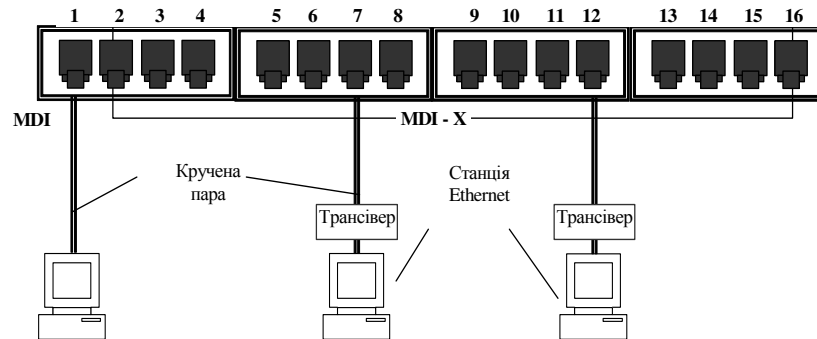 1 2 3 4 5 6 7 8 9 10 11 12 13 14 15 16
MDI
MDI - X
Кручена
пара
Станція
Ethernet
Трансівер
Трансівер